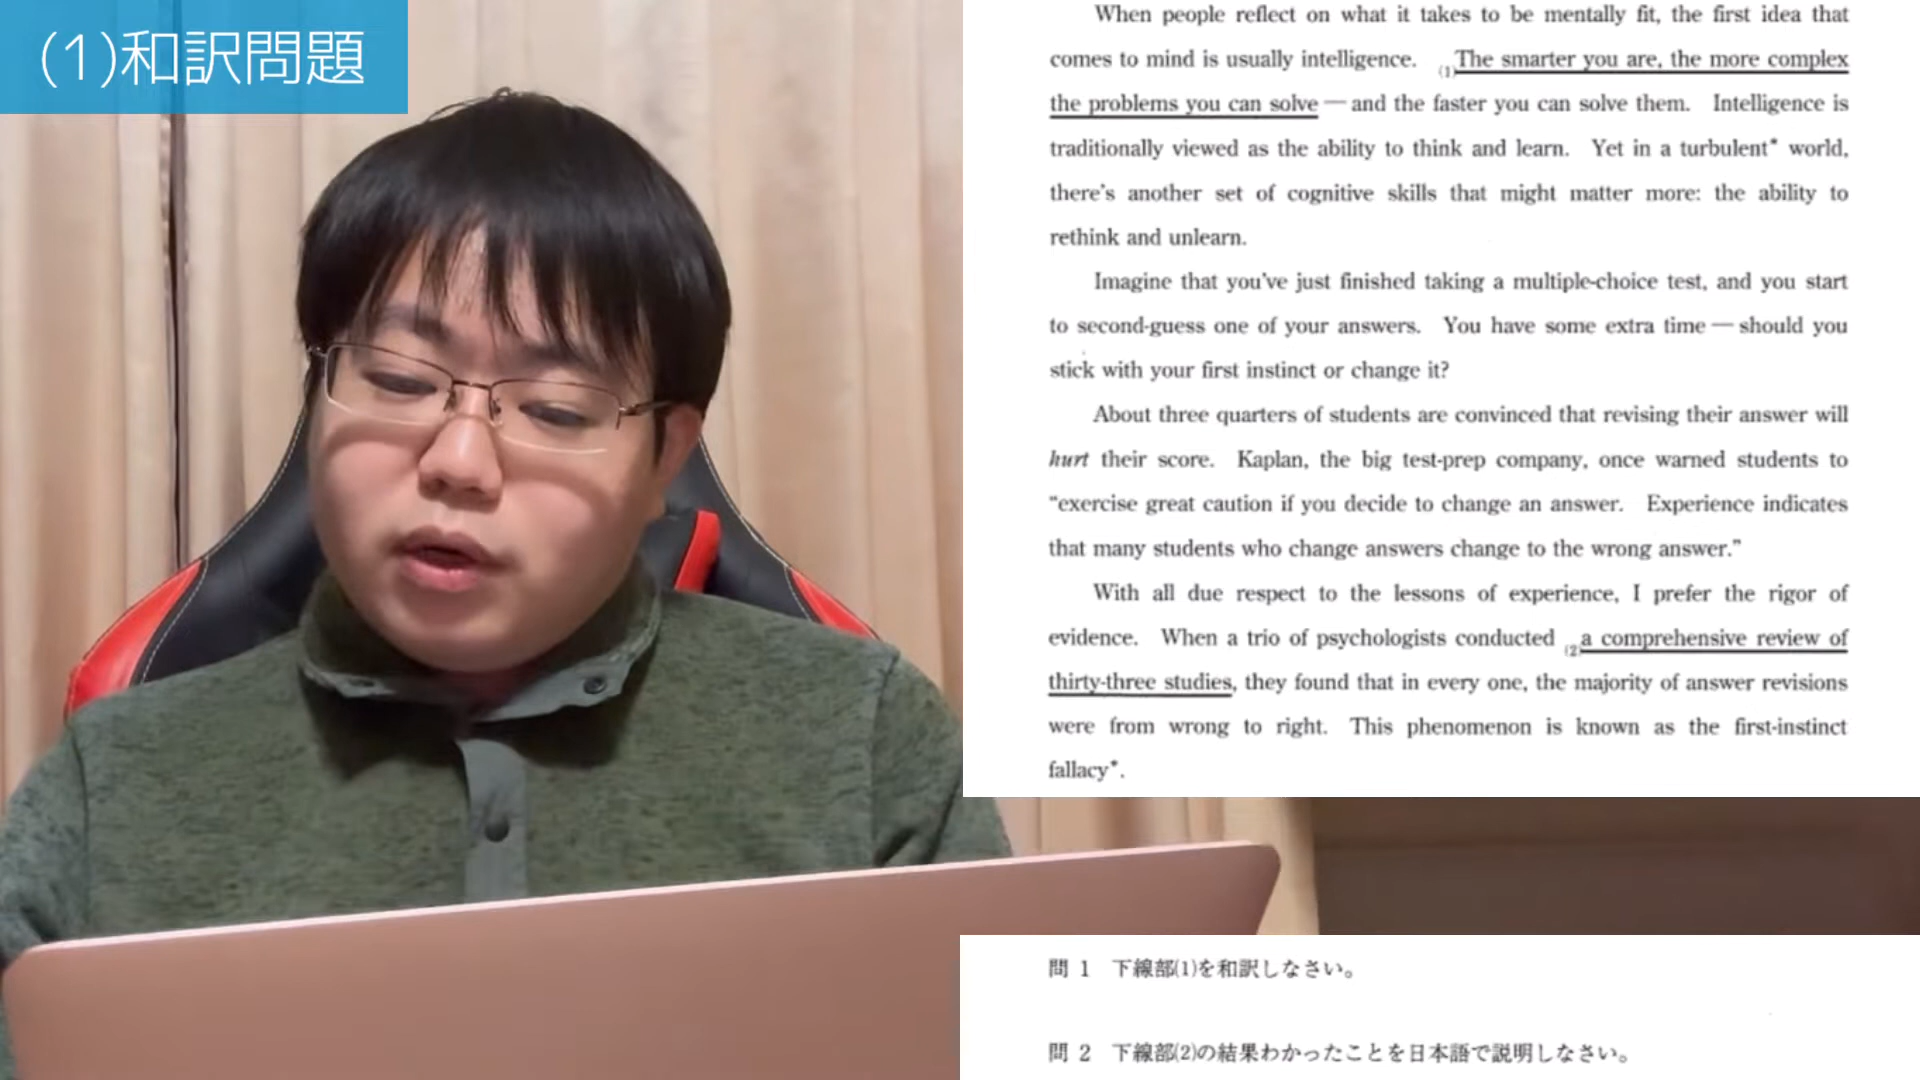 (1)和訳問題
When people reflect on what it takes to be mentally fit, the first idea that
comes to mind is usually intelligence. (1)The smarter you are, the more complex
the problems you can solve — and the faster you can solve them. Intelligence is
traditionally viewed as the ability to think and learn. Yet in a turbulent* world,
there's another set of cognitive skills that might matter more: the ability to
rethink and unlearn.
Imagine that you've just finished taking a multiple-choice test, and you start
to second-guess one of your answers. You have some extra time — should you
stick with your first instinct or change it?
About three quarters of students are convinced that revising their answer will
hurt their score. Kaplan, the big test-prep company, once warned students to
“exercise great caution if you decide to change an answer. Experience indicates
that many students who change answers change to the wrong answer.”
With all due respect to the lessons of experience, I prefer the rigor of
evidence. When a trio of psychologists conducted (2)a comprehensive review of
thirty-three studies, they found that in every one, the majority of answer revisions
were from wrong to right. This phenomenon is known as the first-instinct
fallacy*.
問 1 下線部(1)を和訳しなさい。
問 2 下線部(2)の結果わかったことを日本語で説明しなさい。